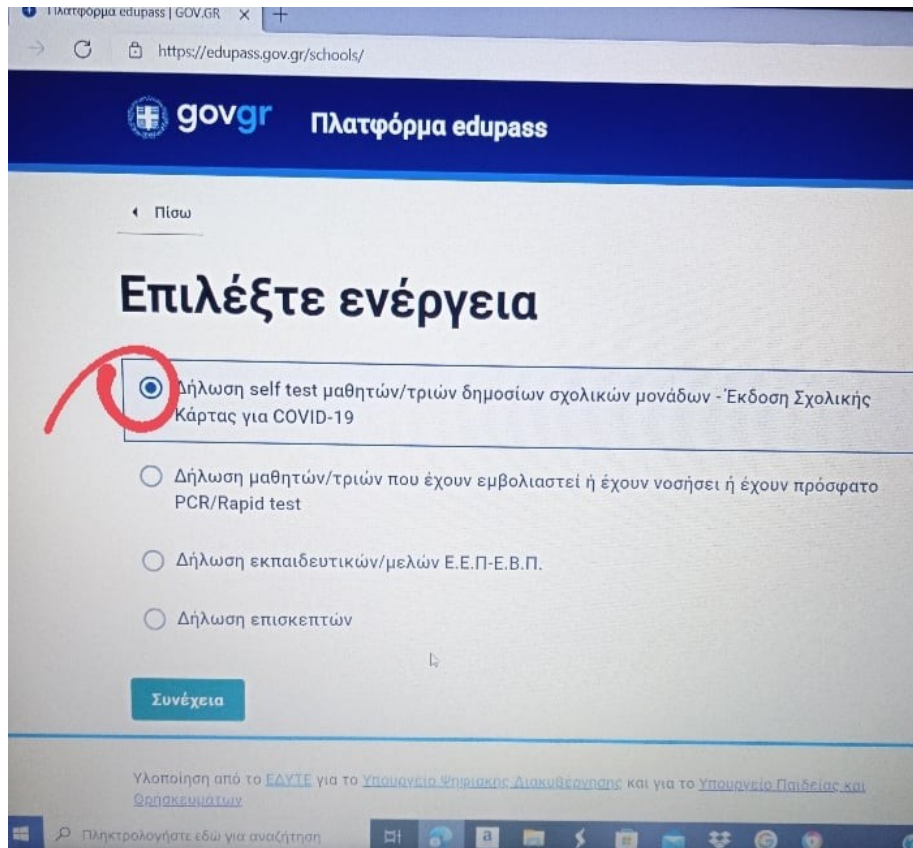 Πλατφόρμα edupass | GOV.GR
https://edupass.gov.gr/schools/
govgr Πλατφόρμα edupass
Πίσω
Επιλέξτε ενέργεια
Δήλωση self test μαθητών/τριών δημοσίων σχολικών μονάδων - Έκδοση Σχολικής
Κάρτας για COVID-19
Δήλωση μαθητών/τριών που έχουν εμβολιαστεί ή έχουν νοσήσει ή έχουν πρόσφατο
PCR/Rapid test
Δήλωση εκπαιδευτικών/μελών Ε.Ε.Π-Ε.Β.Π.
Δήλωση επισκεπτών
Συνέχεια
Υλοποίηση από το ΕΔΥΤΕ για το Υπουργείο Ψηφιακής Διακυβέρνησης και για το Υπουργείο Παιδείας και
Θρησκευμάτων
Πληκτρολογήστε εδώ για αναζήτηση
a